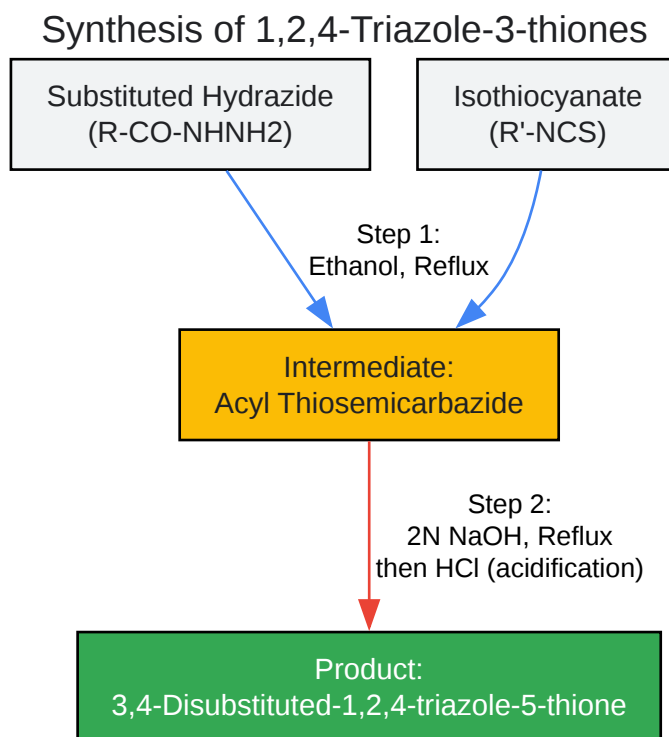 Synthesis of 1,2,4-Triazole-3-thiones
Substituted Hydrazide
(R-CO-NHNH2)
Isothiocyanate
(R'-NCS)
Step 1:
Ethanol, Reflux
Intermediate:
Acyl Thiosemicarbazide
Step 2:
2N NaOH, Reflux
then HCl (acidification)
Product:
3,4-Disubstituted-1,2,4-triazole-5-thione